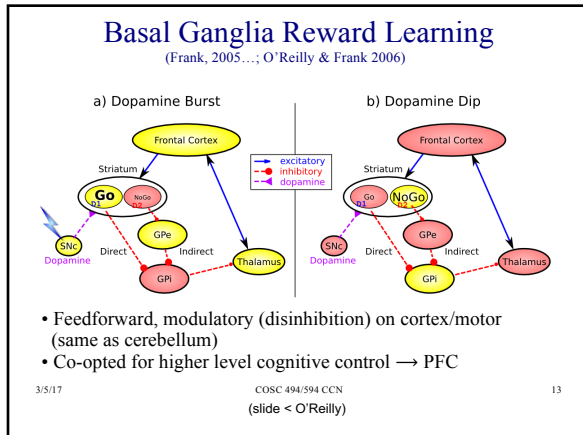 Basal Ganglia Reward Learning
(Frank, 2005…; O'Reilly & Frank 2006)
a) Dopamine Burst
Frontal Cortex
Striatum
Go
D1
NoGo
D2
SNc
Dopamine
GPe
Direct
Indirect
GPi
Thalamus
excitatory
inhibitory
dopamine
b) Dopamine Dip
Frontal Cortex
Striatum
Go
D1
NoGo
D2
SNc
Dopamine
GPe
Direct
Indirect
GPi
Thalamus
• Feedforward, modulatory (disinhibition) on cortex/motor
(same as cerebellum)
• Co-opted for higher level cognitive control → PFC
3/5/17 COSC 494/594 CCN 13
(slide < O'Reilly)